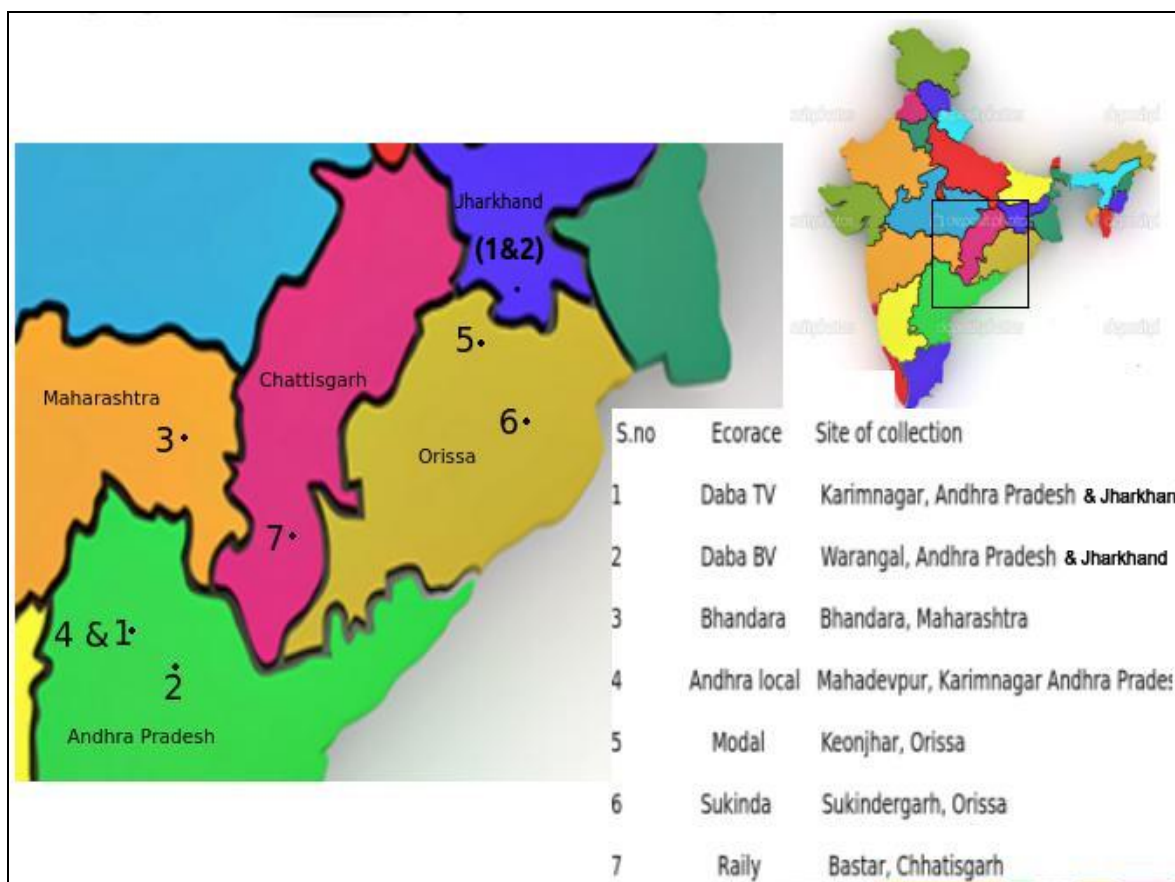 Jharkhand
(1&2)
5
Chattisgarh
Maharashtra
3
6
Orissa
7
4 &1
2
Andhra Pradesh
depositphotos
S.no Ecorace Site of collection
1 Daba TV Karimnagar, Andhra Pradesh & Jharkhan
2 Daba BV Warangal, Andhra Pradesh & Jharkhand
3 Bhandara Bhandara, Maharashtra
4 Andhra local Mahadevpur, Karimnagar Andhra Prades
5 Modal Keonjhar, Orissa
6 Sukinda Sukindergarh, Orissa
7 Raily Bastar, Chhatisgarh